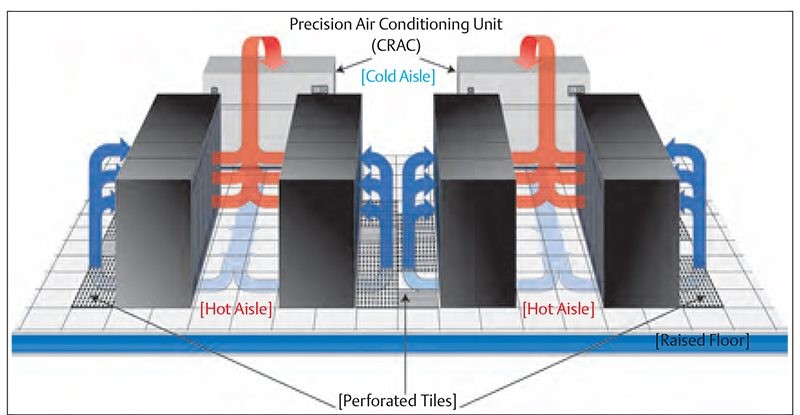 Precision Air Conditioning Unit
(CRAC)
[Cold Aisle]
[Hot Aisle]
[Hot Aisle]
[Raised Floor]
[Perforated Tiles]